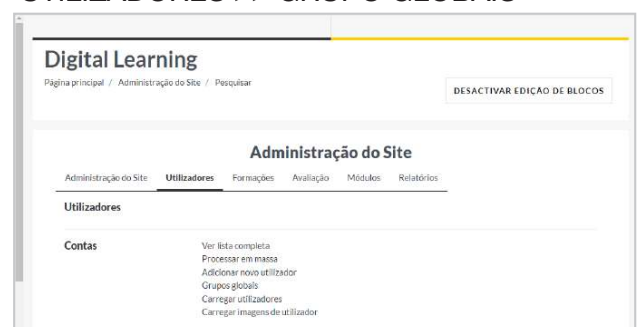 UTILIZADORES >> GRUPO GLOBAIS
Digital Learning
Página principal / Administração do Site / Pesquisar
DESACTIVAR EDIÇÃO DE BLOCOS
Administração do Site
Administração do Site Utilizadores Formações Avaliação Módulos Relatórios
Utilizadores
Contas
Ver lista completa
Processar em massa
Adicionar novo utilizador
Grupos globais
Carregar utilizadores
Carregar imagens de utilizador